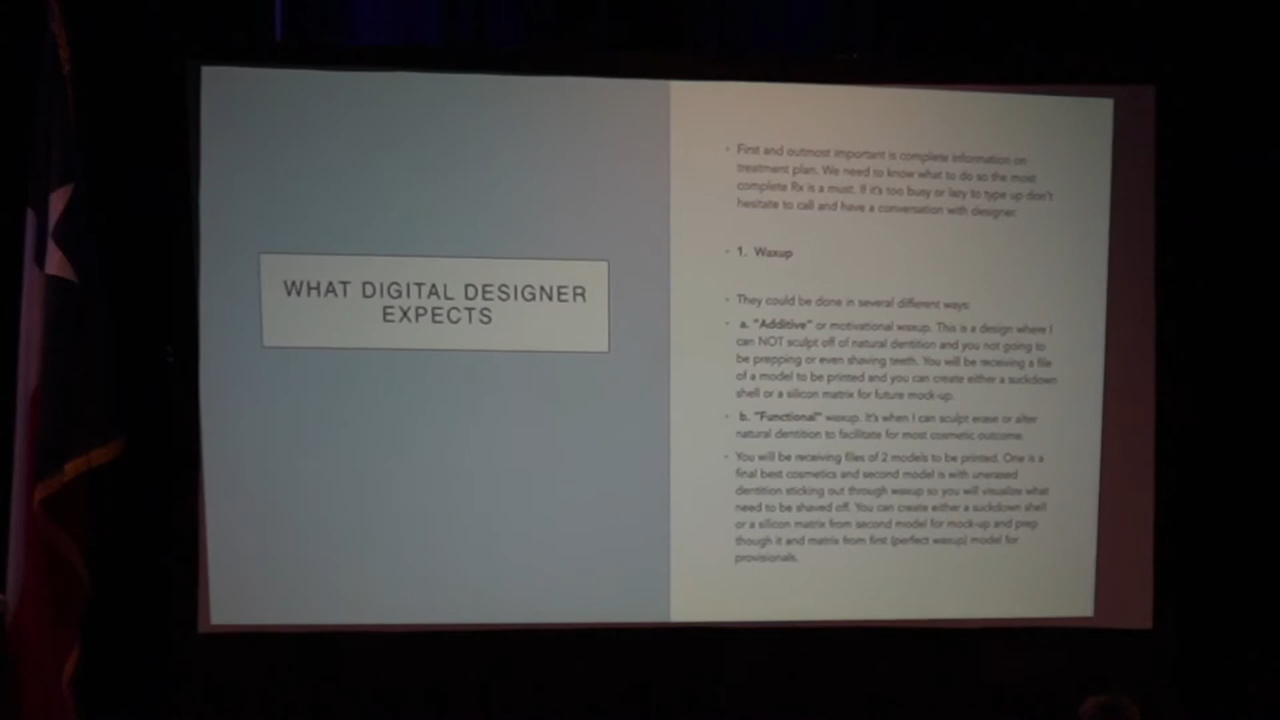 WHAT DIGITAL DESIGNER
EXPECTS
• First and outmost important is complete information on
treatment plan. We need to know what to do so the most
complete Rx is a must. If it's too busy or lazy to type up don't
hesitate to call and have a conversation with designer.
• 1. Waxup
• They could be done in several different ways:
• a. "Additive" or motivational waxup. This is a design where I
can NOT sculpt off of natural dentition and you not going to
be prepping or even shaving teeth. You will be receiving a file
of a model to be printed and you can create either a suckdown
shell or a silicon matrix for future mock-up.
• b. "Functional" waxup. It's when I can sculpt erase or alter
natural dentition to facilitate for most cosmetic outcome.
• You will be receiving files of 2 models to be printed. One is a
final best cosmetics and second model is with unerased
dentition sticking out through waxup so you will visualize what
need to be shaved off. You can create either a suckdown shell
or a silicon matrix from second model for mock-up and prep
though it and matrix from first (perfect waxup) model for
provisionals.